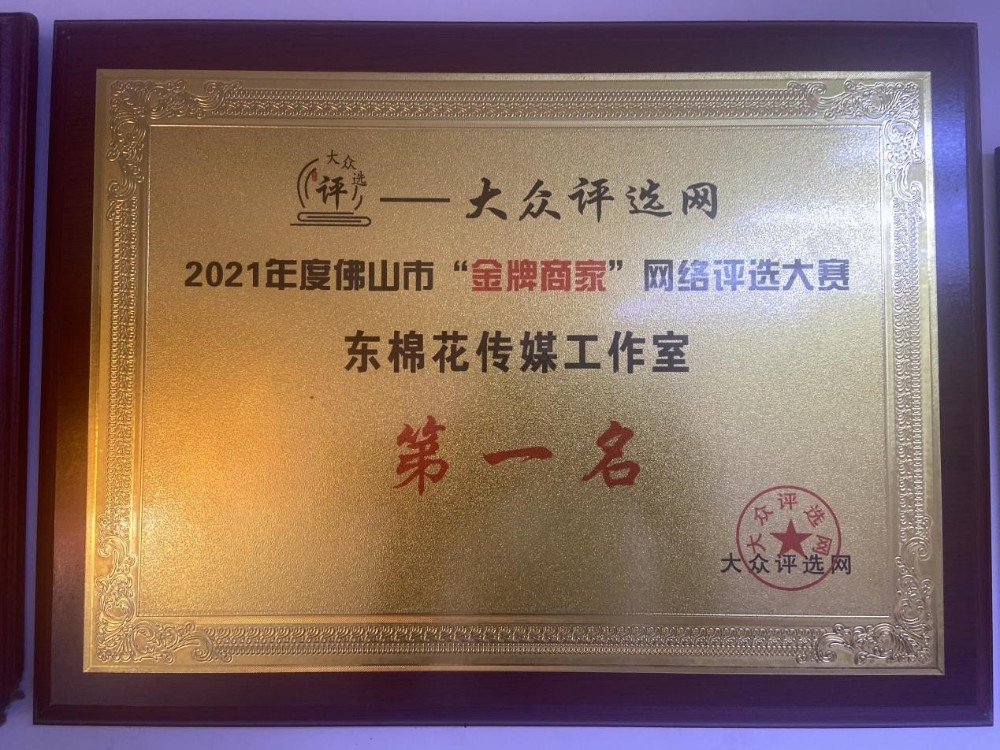 大众评选
——大众评选网
2021年度佛山市“金牌商家”网络评选大赛
东棉花传媒工作室
第一名
大众评选网
大众评选网